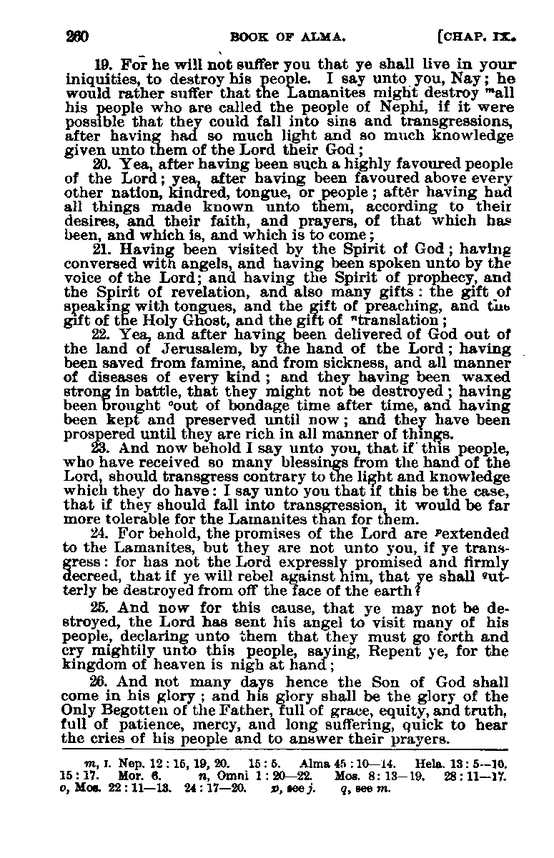 260 BOOK OF ALMA. [CHAP. IX.
19. For he will not suffer you that ye shall live in your
iniquities, to destroy his people. I say unto you, Nay; he
would rather suffer that the Lamanites might destroy ᵐall
his people who are called the people of Nephi, if it were
possible that they could fall into sins and transgressions,
after having had so much light and so much knowledge
given unto them of the Lord their God;
20. Yea, after having been such a highly favoured people
of the Lord; yea, after having been favoured above every
other nation, kindred, tongue, or people; after having had
all things made known unto them, according to their
desires, and their faith, and prayers, of that which has
been, and which is, and which is to come;
21. Having been visited by the Spirit of God; having
conversed with angels, and having been spoken unto by the
voice of the Lord; and having the Spirit of prophecy, and
the Spirit of revelation, and also many gifts: the gift of
speaking with tongues, and the gift of preaching, and the
gift of the Holy Ghost, and the gift of ⁿtranslation;
22. Yea, and after having been delivered of God out of
the land of Jerusalem, by the hand of the Lord; having
been saved from famine, and from sickness, and all manner
of diseases of every kind; and they having been waxed
strong in battle, that they might not be destroyed; having
been brought ᵒout of bondage time after time, and having
been kept and preserved until now; and they have been
prospered until they are rich in all manner of things.
23. And now behold I say unto you, that if this people,
who have received so many blessings from the hand of the
Lord, should transgress contrary to the light and knowledge
which they do have: I say unto you that if this be the case,
that if they should fall into transgression, it would be far
more tolerable for the Lamanites than for them.
24. For behold, the promises of the Lord are ᵖextended
to the Lamanites, but they are not unto you, if ye trans-
gress: for has not the Lord expressly promised and firmly
decreed, that if ye will rebel against him, that ye shall qut-
terly be destroyed from off the face of the earth?
25. And now for this cause, that ye may not be de-
stroyed, the Lord has sent his angel to visit many of his
people, declaring unto them that they must go forth and
cry mightily unto this people, saying, Repent ye, for the
kingdom of heaven is nigh at hand;
26. And not many days hence the Son of God shall
come in his glory; and his glory shall be the glory of the
Only Begotten of the Father, full of grace, equity, and truth,
full of patience, mercy, and long suffering, quick to hear
the cries of his people and to answer their prayers.
m, I. Nep. 12:15, 19, 20. 15:5. Alma 45:10—14. Hela. 13:5—10.
15:17. Mor. 6. n, Omni 1:20—22. Mos. 8:13—19. 28:11—17.
o, Mos. 22:11—13. 24:17—20. p, see j. q, see m.